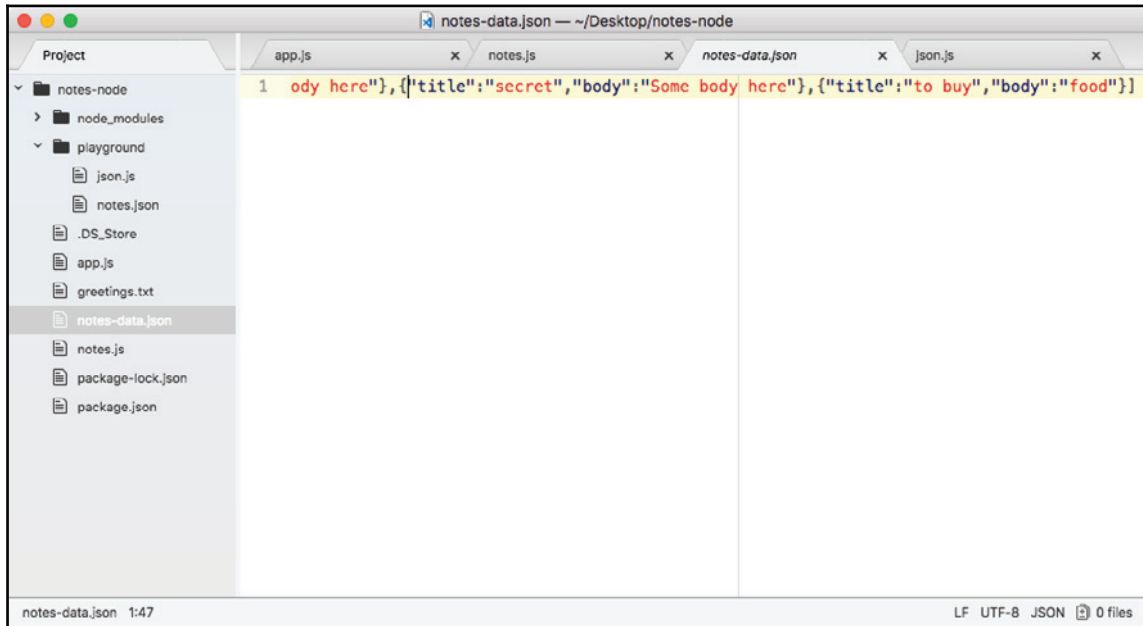 notes-data.json — ~/Desktop/notes-node
Project
app.js
notes.js
notes-data.json
json.js
notes-node
node_modules
playground
json.js
notes.json
.DS_Store
app.js
greetings.txt
notes-data.json
notes.js
package-lock.json
package.json
1 ody here"},{"title":"secret","body":"Some body here"},{"title":"to buy","body":"food"}]
notes-data.json 1:47
LF UTF-8 JSON 0 files